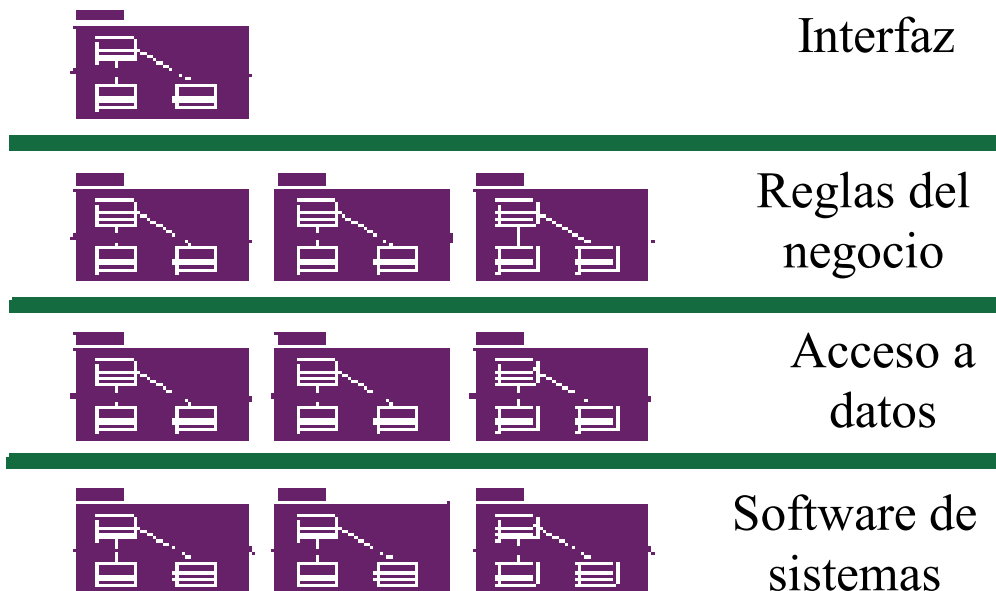 Interfaz
Reglas del
negocio
Acceso a
datos
Software de
sistemas